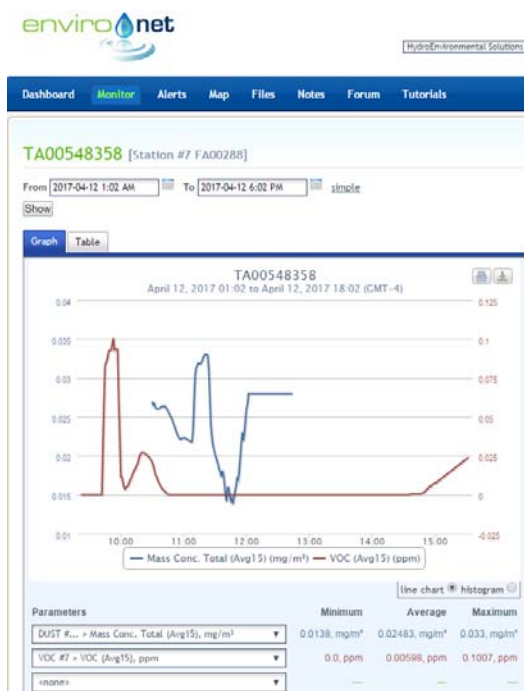 enviro net
HydroEnvironmental Solutions
Dashboard Monitor Alerts Map Files Notes Forum Tutorials
TA00548358 [Station #7 FA00288]
From 2017-04-12 1:02 AM To 2017-04-12 6:02 PM simple
Show
Graph Table
TA00548358
April 12, 2017 01:02 to April 12, 2017 18:02 (GMT-4)
0.04 0.125
0.035 0.1
0.03 0.075
0.025 0.05
0.02 0.025
0.015 0
0.01 -0.025
10:00 11:00 12:00 13:00 14:00 15:00
Mass Conc. Total (Avg15) (mg/m³) VOC (Avg15) (ppm)
line chart histogram
Parameters Minimum Average Maximum
DUST #... > Mass Conc. Total (Avg15), mg/m³ 0.0138, mg/m³ 0.02483, mg/m³ 0.033, mg/m³
VOC #7 > VOC (Avg15), ppm 0.0, ppm 0.00598, ppm 0.1007, ppm
<none> — — —